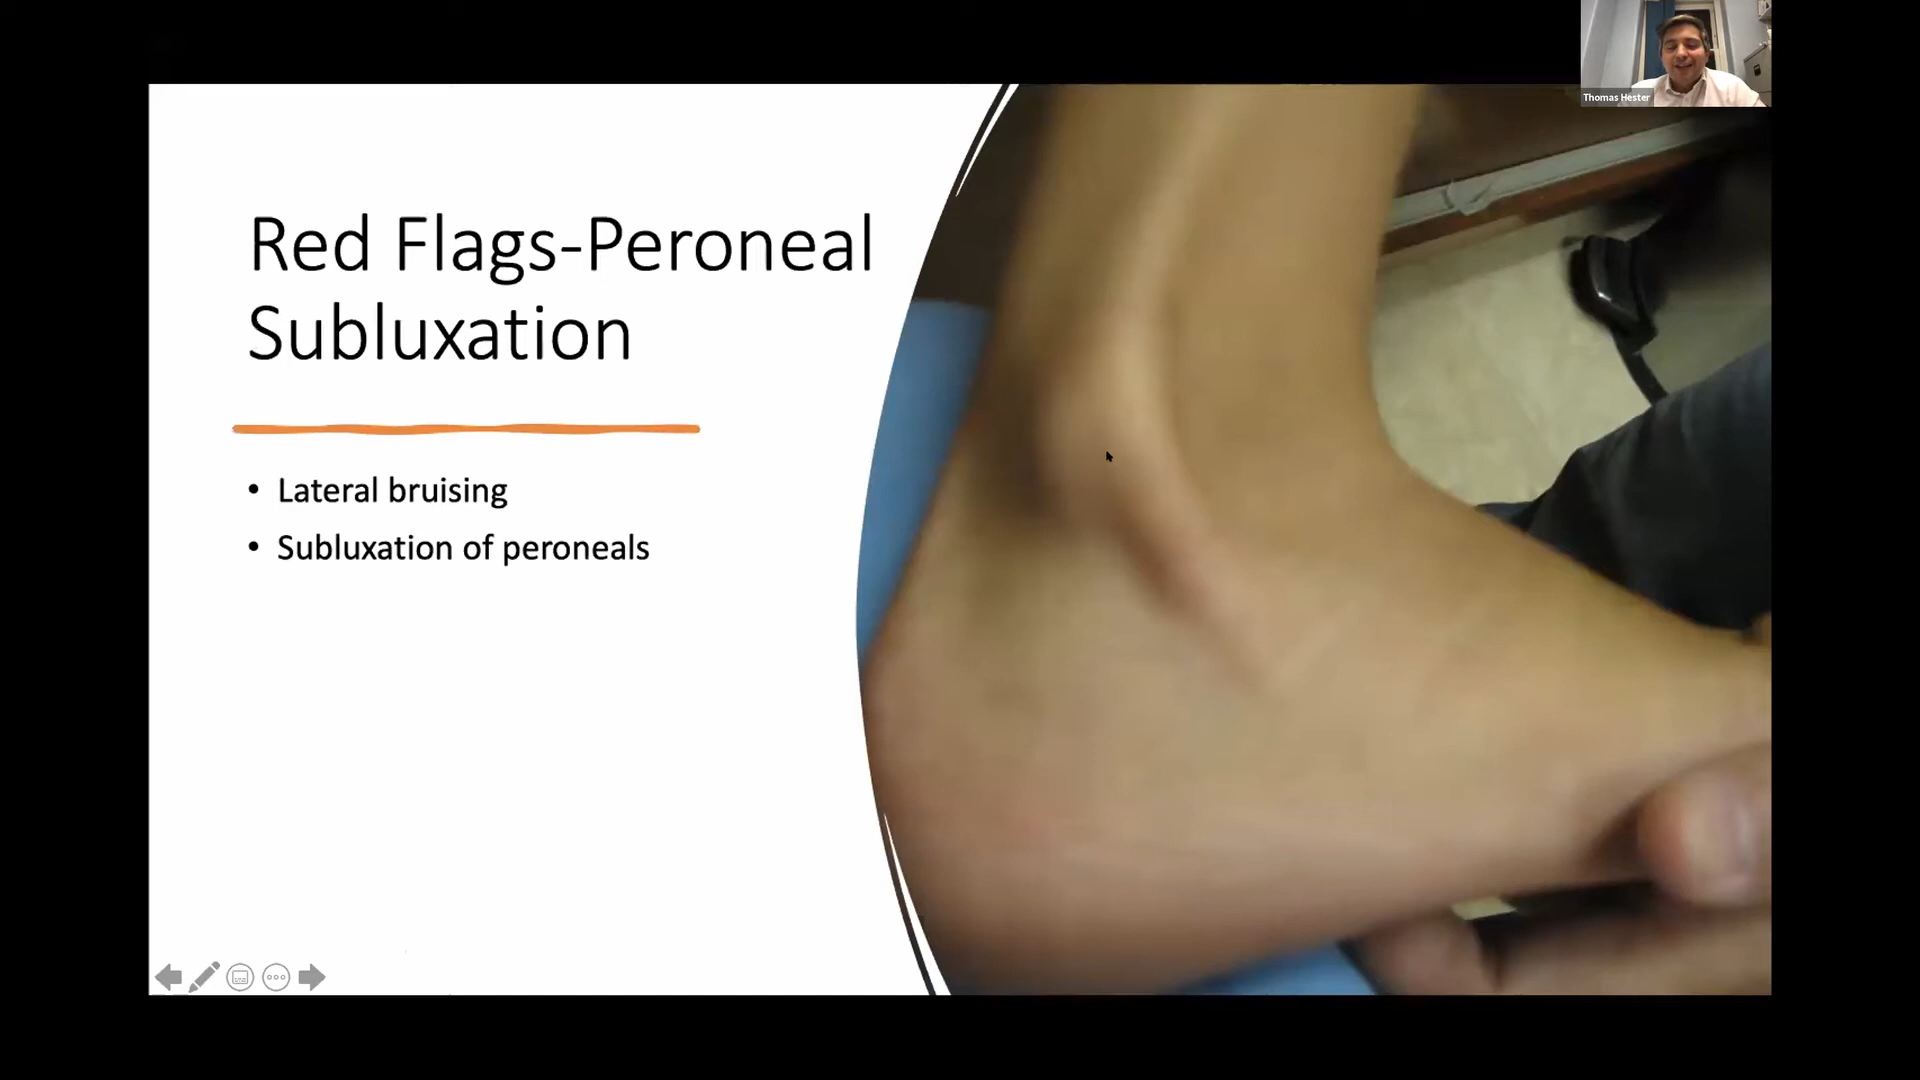 Thomas Hester
Red Flags-Peroneal
Subluxation
• Lateral bruising
• Subluxation of peroneals